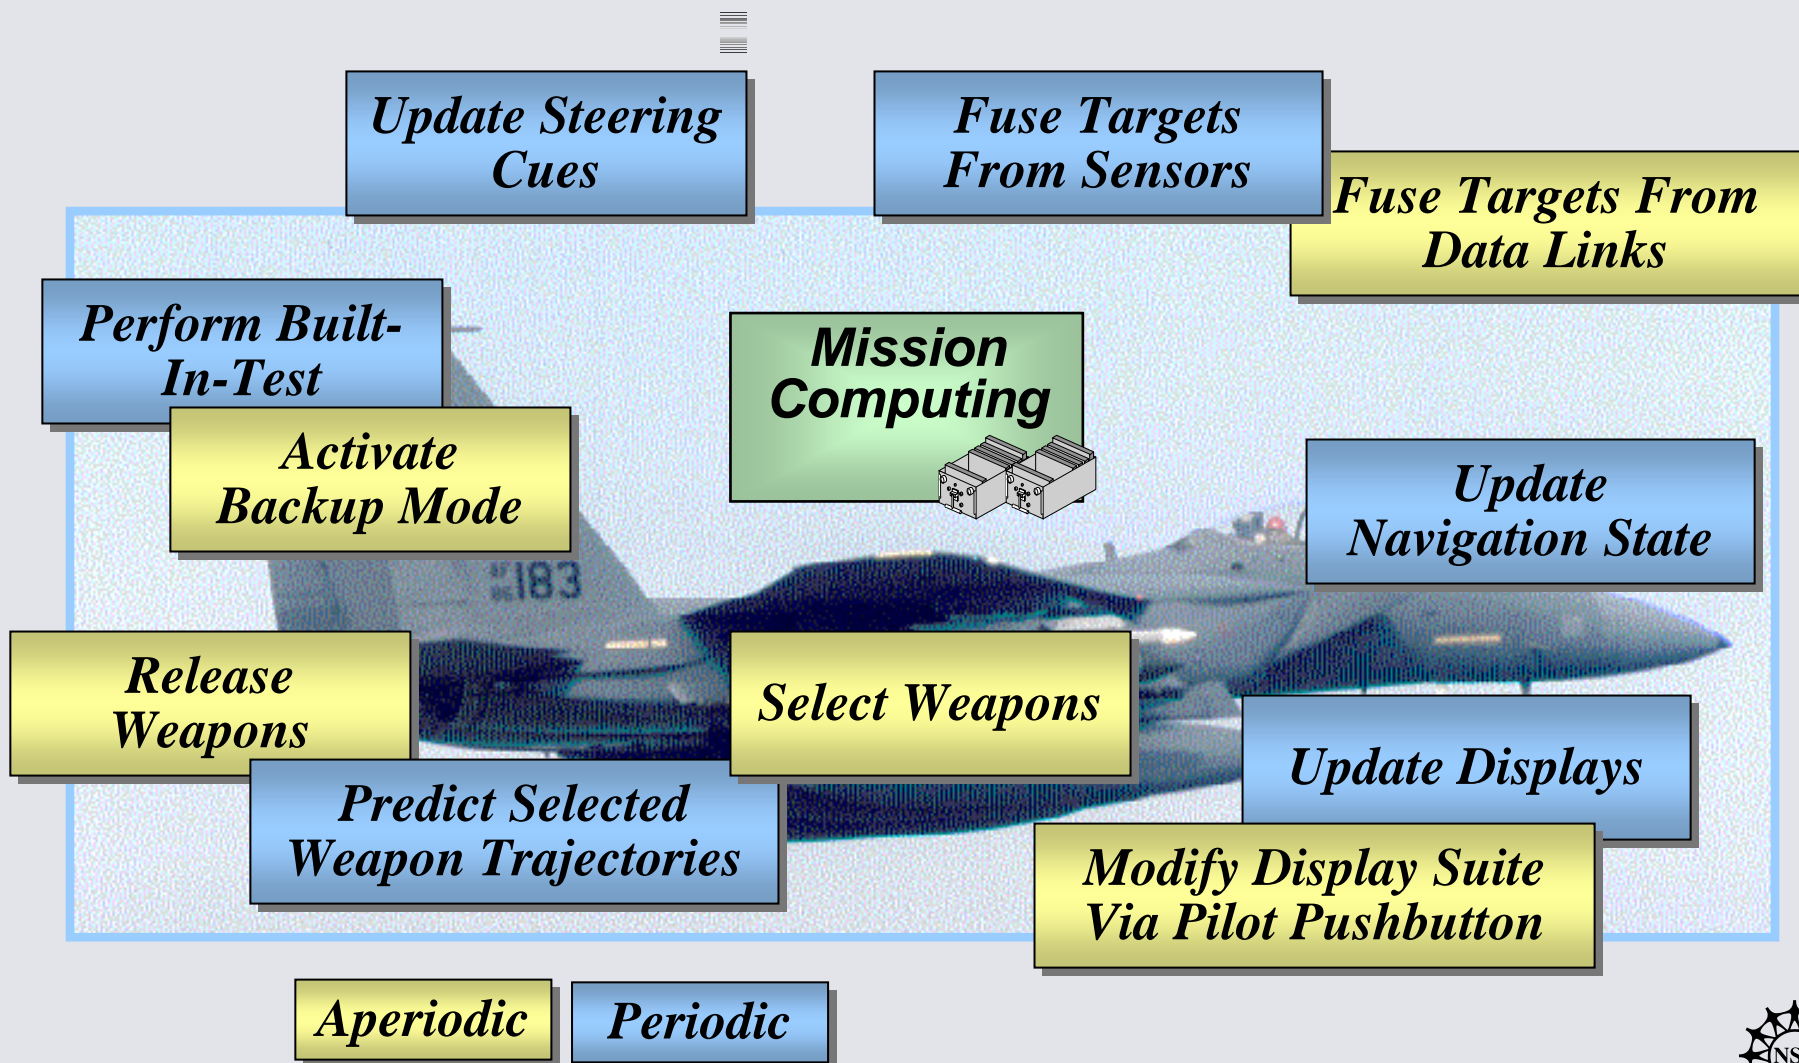 Update Steering
Cues
Fuse Targets
From Sensors
Fuse Targets From
Data Links
Perform Built-
In-Test
Mission
Computing
Activate
Backup Mode
Update
Navigation State
183
Release
Weapons
Select Weapons
Update Displays
Predict Selected
Weapon Trajectories
Modify Display Suite
Via Pilot Pushbutton
Aperiodic
Periodic